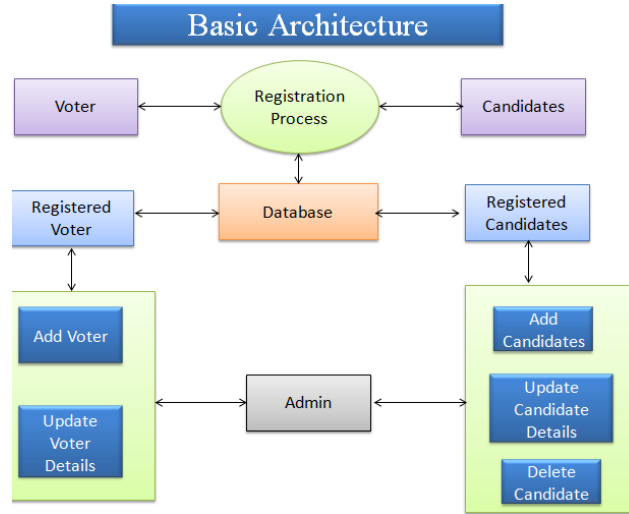 Basic Architecture
Voter
Registration
Process
Candidates
Registered
Voter
Database
Registered
Candidates
Add Voter
Update
Voter
Details
Admin
Add
Candidates
Update
Candidate
Details
Delete
Candidate